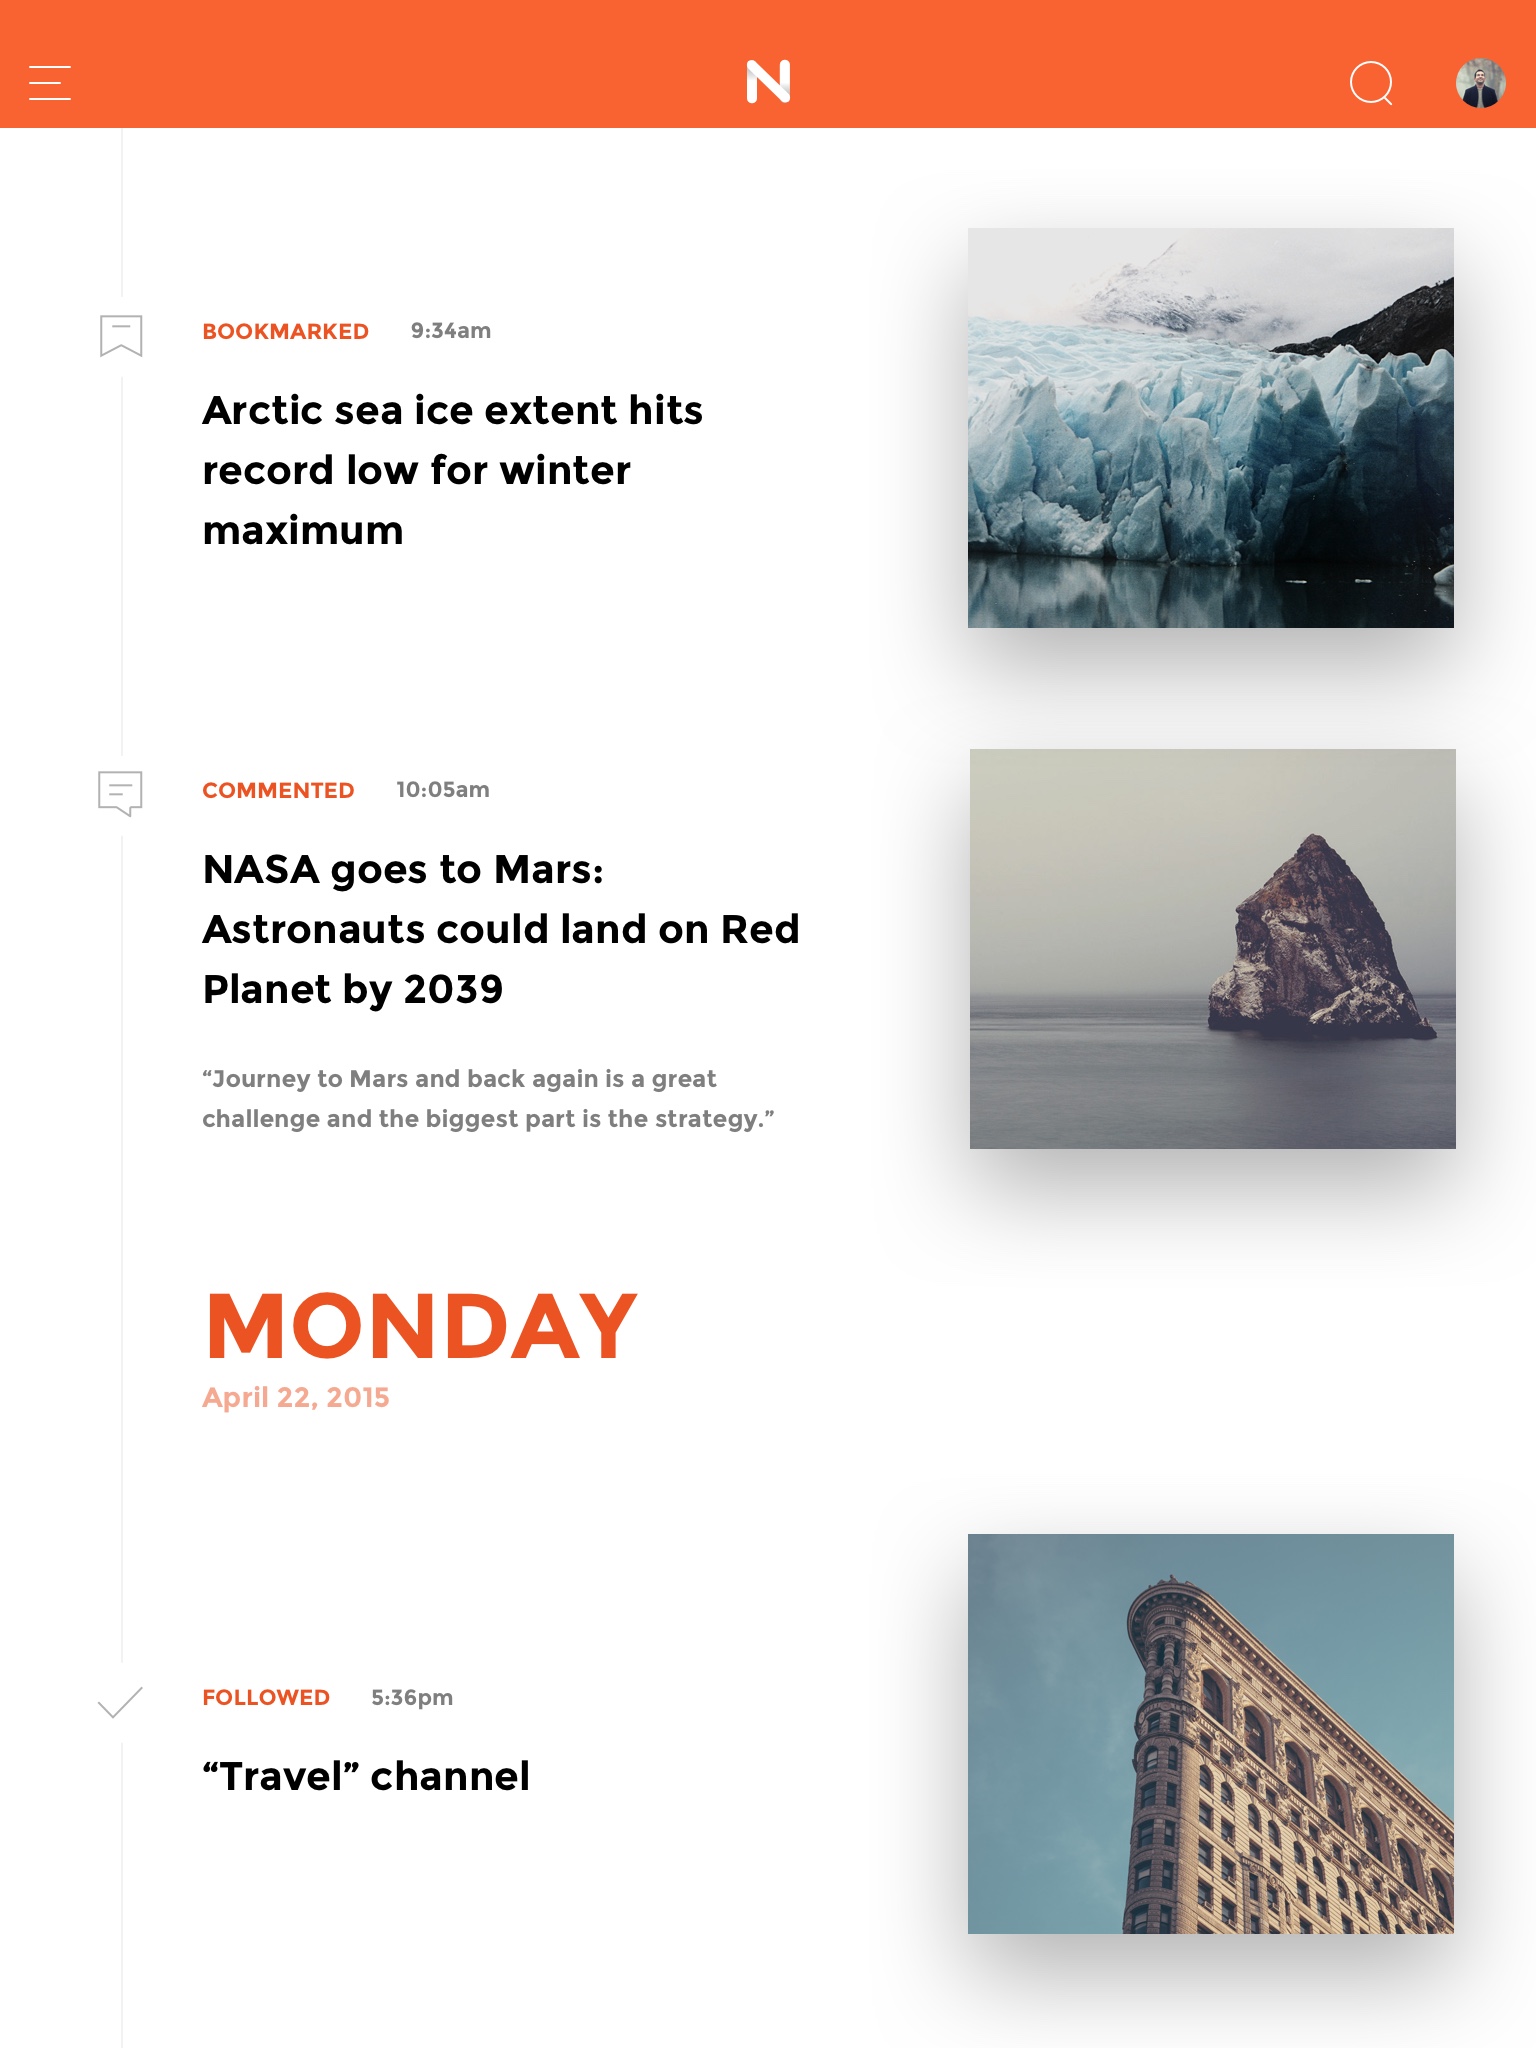 N
BOOKMARKED 9:34am
Arctic sea ice extent hits
record low for winter
maximum
COMMENTED 10:05am
NASA goes to Mars:
Astronauts could land on Red
Planet by 2039
“Journey to Mars and back again is a great
challenge and the biggest part is the strategy.”
MONDAY
April 22, 2015
FOLLOWED 5:36pm
“Travel” channel